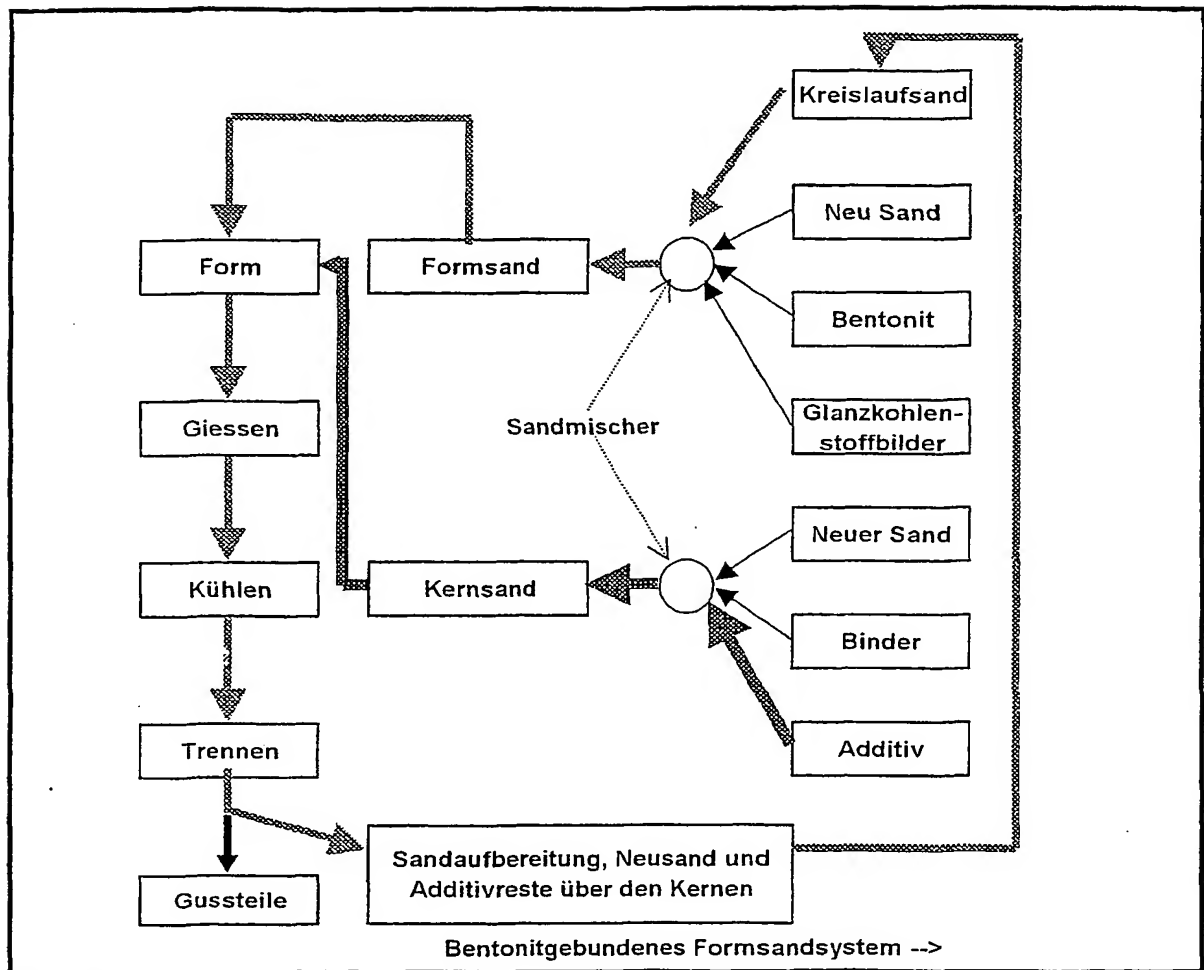 Kreislaufsand
Neu Sand
Form
Formsand
Bentonit
Giessen
Sandmischer
Glanzkohlen-
stoffbilder
Neuer Sand
Kühlen
Kernsand
Binder
Trennen
Additiv
Sandaufbereitung, Neusand und
Additivreste über den Kernen
Gussteile
Bentonitgebundenes Formsandsystem -->